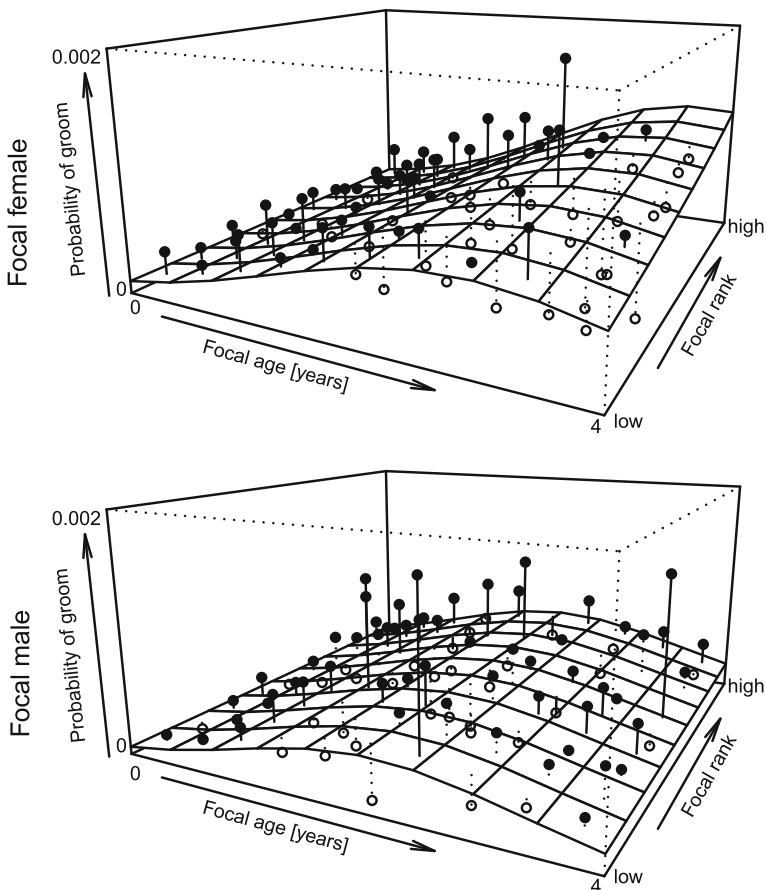 Focal female
0.002
Probability of groom
0
0
Focal age [years]
4
low
Focal rank
high
Focal male
0.002
Probability of groom
0
0
Focal age [years]
4
low
Focal rank
high